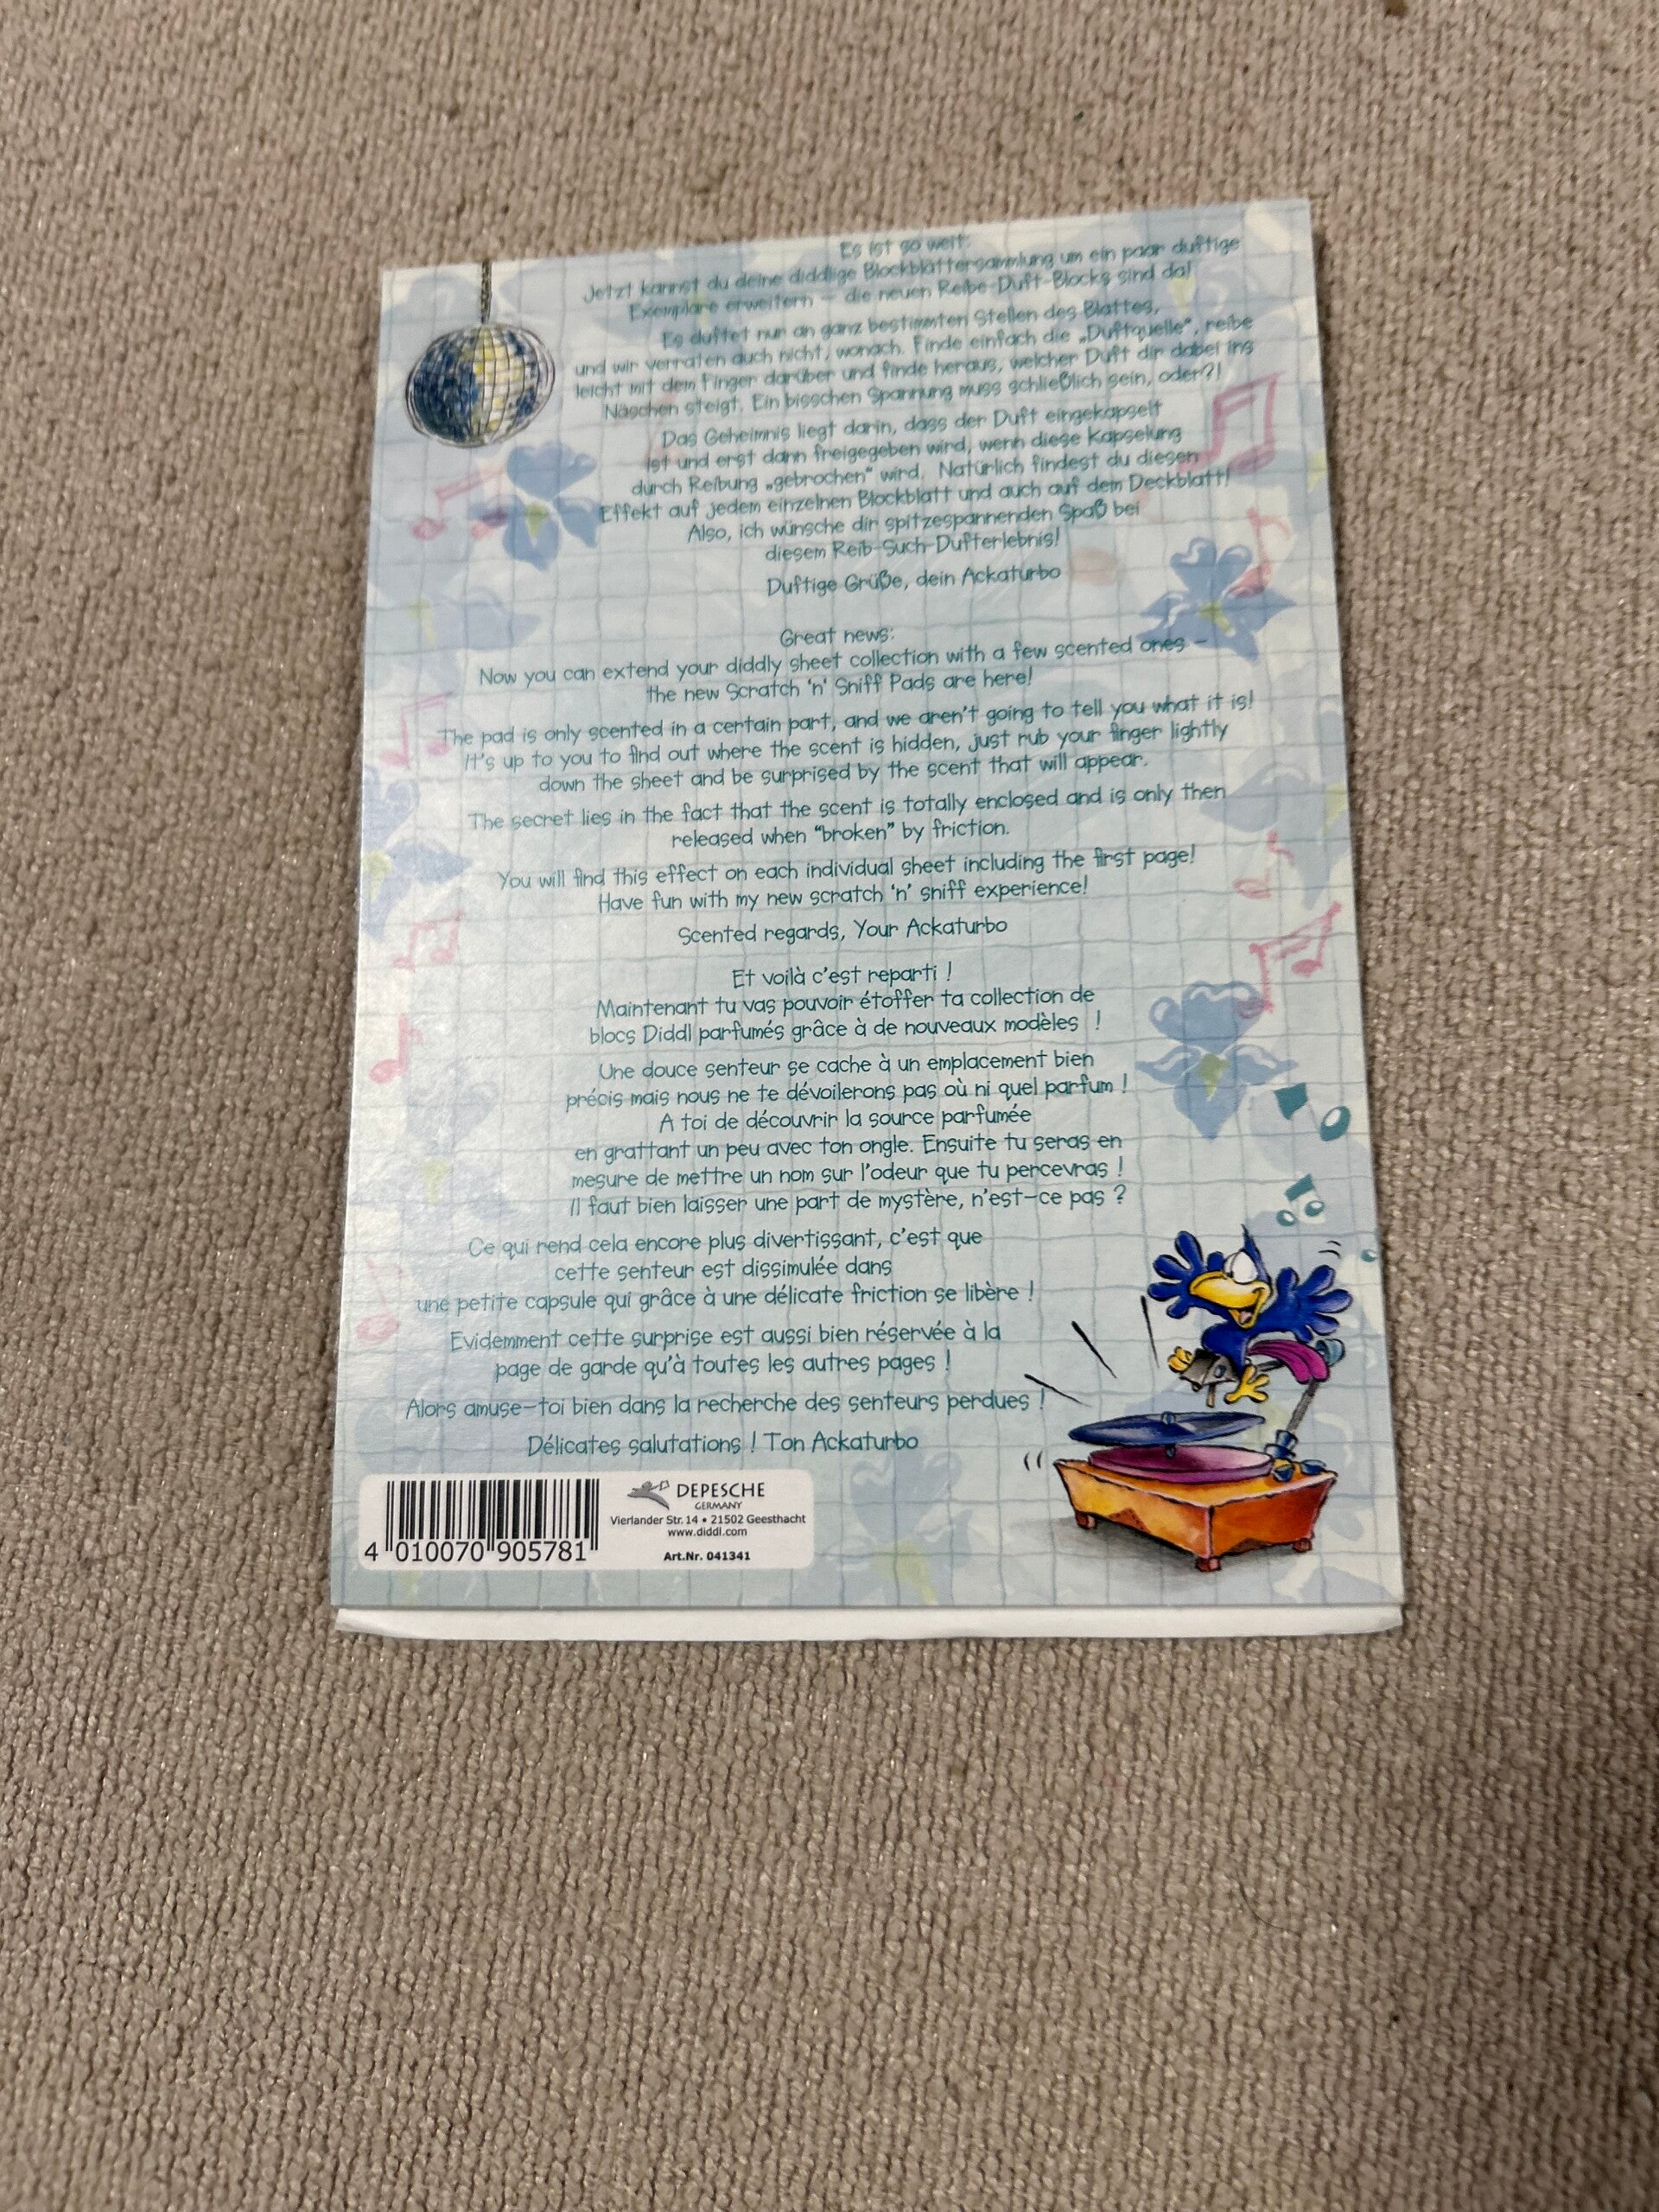 Es ist so weit:
Jetzt kannst du deine diddlige Blockblättersammlung um ein paar duftige
Exemplare erweitern – die neuen Reibe-Duft-Blocks sind da!
Es duftet nun an ganz bestimmten Stellen des Blattes,
und wir verraten auch nicht, wonach. Finde einfach die „Duftquelle“, reibe
leicht mit dem Finger darüber und finde heraus, welcher Duft dir dabei ins
Näschen steigt. Ein bisschen Spannung muss schließlich sein, oder?!
Das Geheimnis liegt darin, dass der Duft eingekapselt
ist und erst dann freigegeben wird, wenn diese Kapselung
durch Reibung „gebrochen“ wird. Natürlich findest du diesen
Effekt auf jedem einzelnen Blockblatt und auch auf dem Deckblatt!
Also, ich wünsche dir spitzespannenden Spaß bei
diesem Reib-Such-Dufterlebnis!
Duftige Grüße, dein Ackaturbo
Great news:
Now you can extend your diddly sheet collection with a few scented ones –
the new Scratch 'n' Sniff Pads are here!
The pad is only scented in a certain part, and we aren't going to tell you what it is!
It's up to you to find out where the scent is hidden, just rub your finger lightly
down the sheet and be surprised by the scent that will appear.
The secret lies in the fact that the scent is totally enclosed and is only then
released when “broken” by friction.
You will find this effect on each individual sheet including the first page!
Have fun with my new scratch 'n' sniff experience!
Scented regards, Your Ackaturbo
Et voilà c'est reparti !
Maintenant tu vas pouvoir étoffer ta collection de
blocs Diddl parfumés grâce à de nouveaux modèles !
Une douce senteur se cache à un emplacement bien
précis mais nous ne te dévoilerons pas où ni quel parfum !
A toi de découvrir la source parfumée
en grattant un peu avec ton ongle. Ensuite tu seras en
mesure de mettre un nom sur l'odeur que tu percevras !
Il faut bien laisser une part de mystère, n'est-ce pas ?
Ce qui rend cela encore plus divertissant, c'est que
cette senteur est dissimulée dans
une petite capsule qui grâce à une délicate friction se libère !
Evidemment cette surprise est aussi bien réservée à la
page de garde qu'à toutes les autres pages !
Alors amuse-toi bien dans la recherche des senteurs perdues !
Délicates salutations ! Ton Ackaturbo
DEPESCHE
GERMANY
Vierlander Str. 14 • 21502 Geesthacht
www.diddl.com
Art.Nr. 041341
4 010070 905781